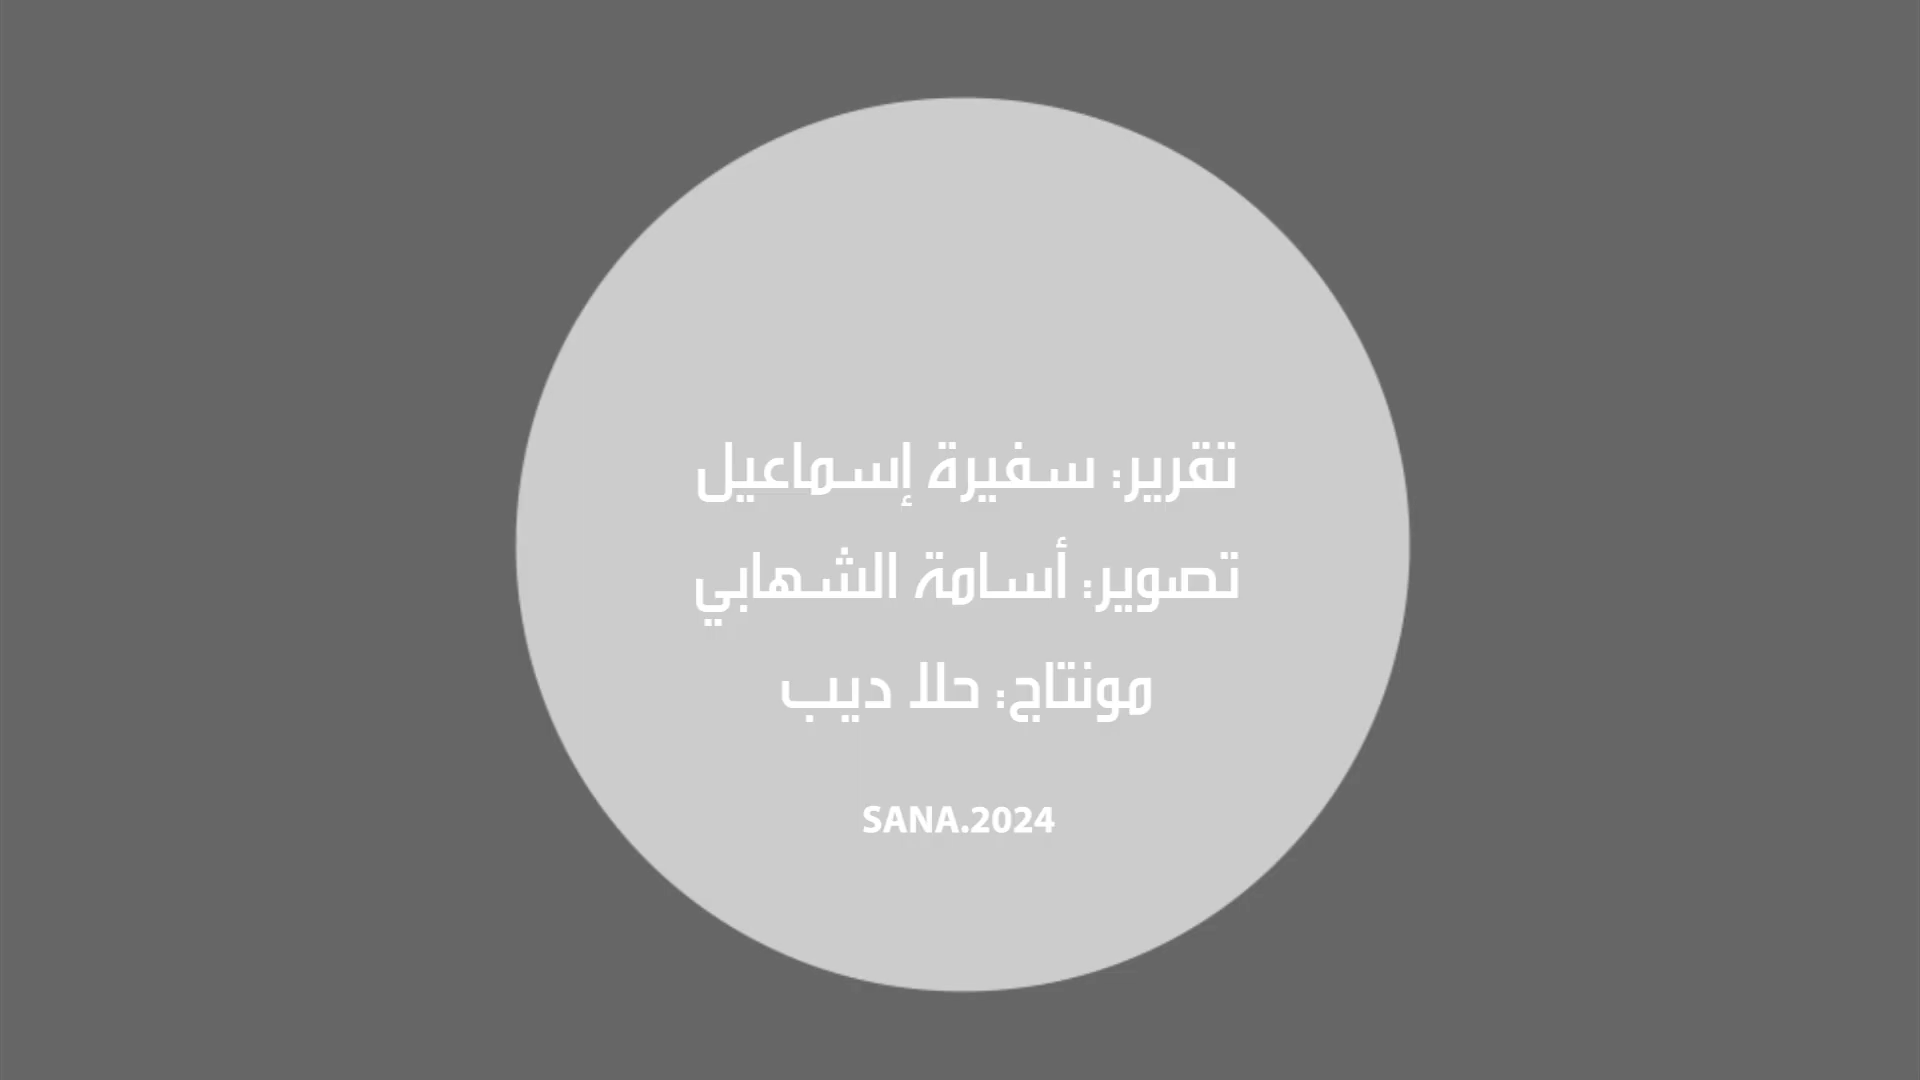 تقرير: سفيرة إسماعيل
تصوير: أسامة الشهابي
مونتاج: حلا ديب
SANA.2024